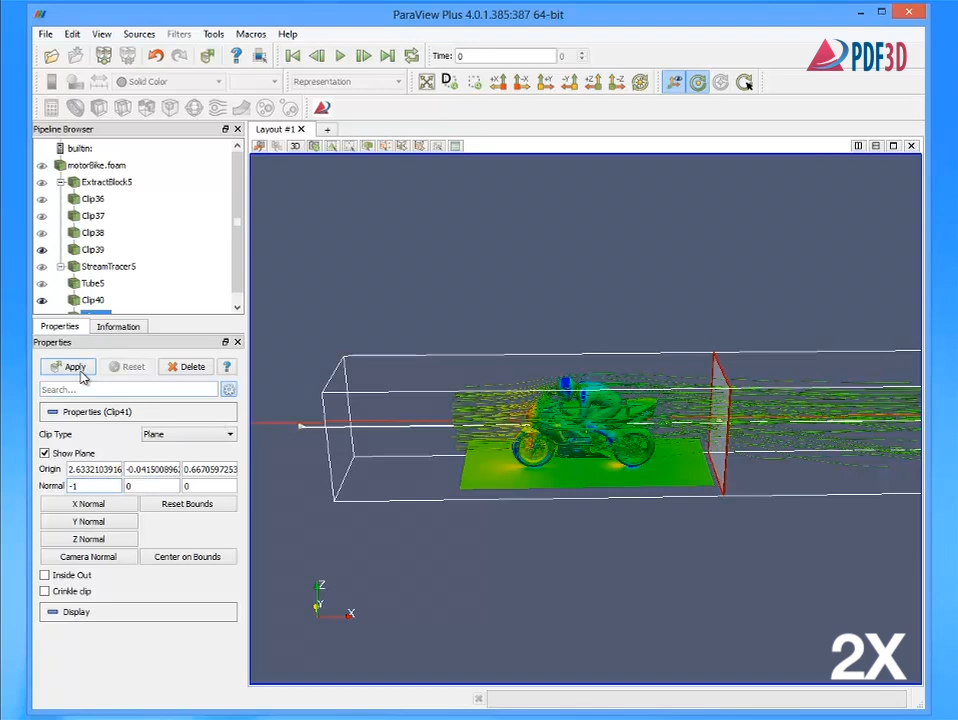 ParaView Plus 4.0.1.385:387 64-bit
File Edit View Sources Filters Tools Macros Help
Time: 0 0
PDF3D
Solid Color Representation
+X -X +Y -Y +Z -Z
Pipeline Browser
Layout #1 X +
3D
builtin:
motorBike.foam
ExtractBlock5
Clip36
Clip37
Clip38
Clip39
StreamTracer5
Tube5
Clip40
Properties Information
Properties
Apply Reset Delete ?
Search...
Properties (Clip41)
Clip Type Plane
Show Plane
Origin 2.6332103916 -0.0415008962 0.6670597253
Normal -1 0 0
X Normal Reset Bounds
Y Normal
Z Normal
Camera Normal Center on Bounds
Inside Out
Crinkle clip
Display
Z
Y
X
2X